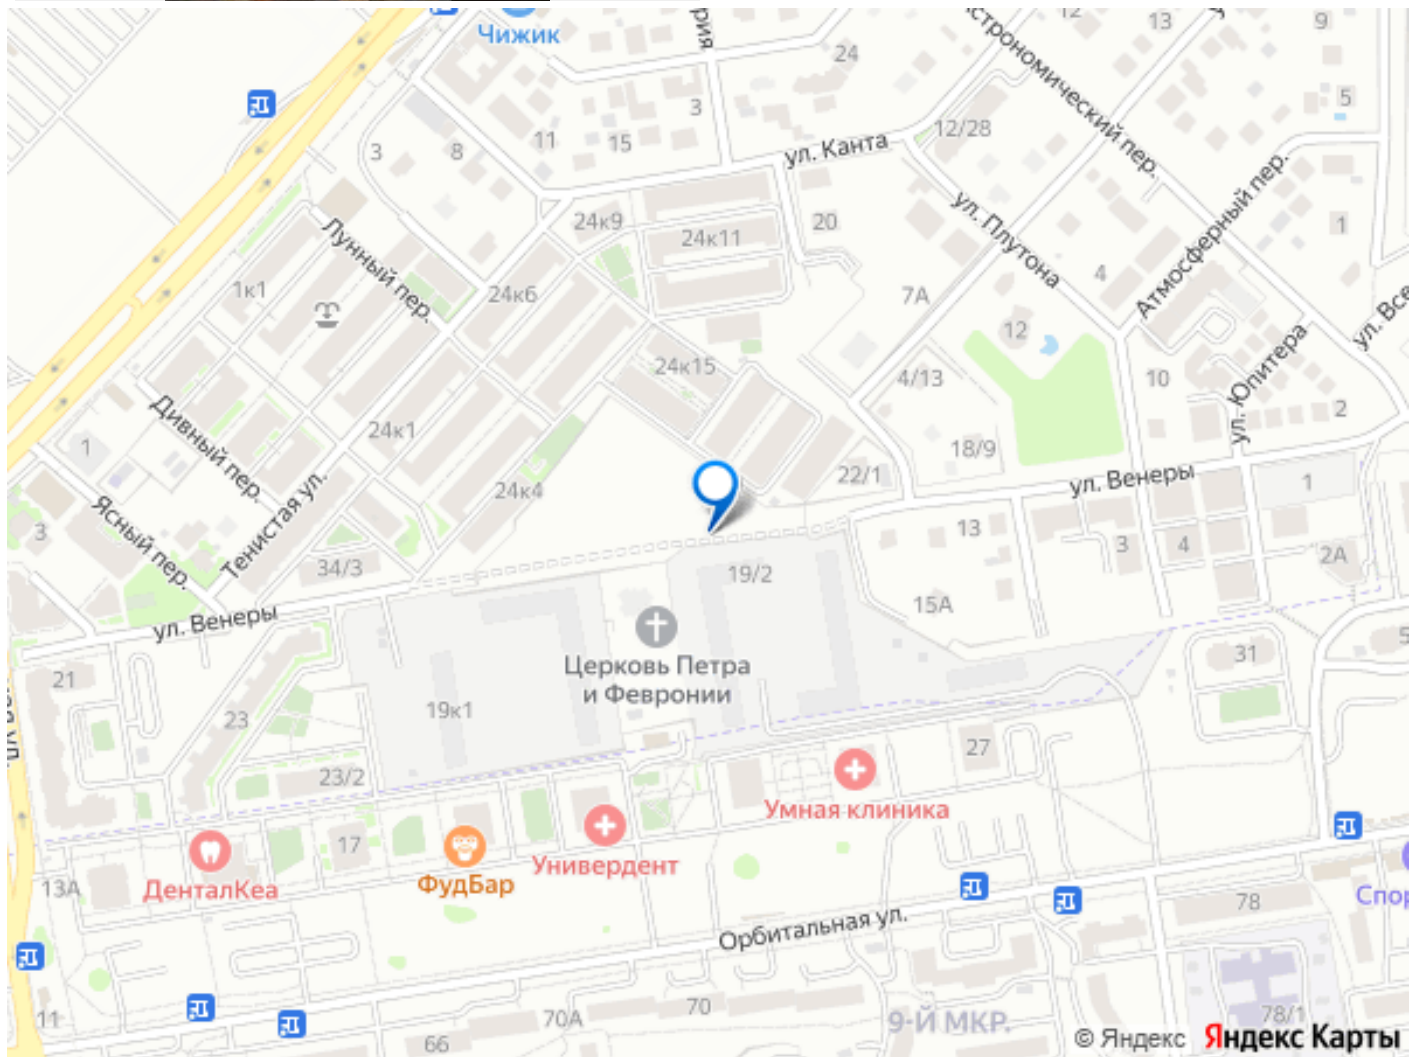 Чижик
24
12
13
9
5
3
11
15
8
3
ул. Канта
12/28
Астрономический пер.
Атмосферный пер.
ул. Плутона
24к9
24к11
20
1
Лунный пер.
1к1
24к6
7А
4
12
ул. Все
24к15
4/13
10
ул. Юпитера
2
Дивный пер.
24к1
1
18/9
22/1
24к4
ул. Венеры
1
Ясный пер.
Тенистая ул.
3
34/3
13
3
4
2А
19/2
15А
ул. Венеры
Церковь Петра
и Февронии
31
5
21
23
19к1
27
23/2
Умная клиника
17
Универдент
ФудБар
ДенталКеа
13А
Спор
78
Орбитальная ул.
11
70
70А
66
9-Й МКР.
78/1
© Яндекс Яндекс Карты